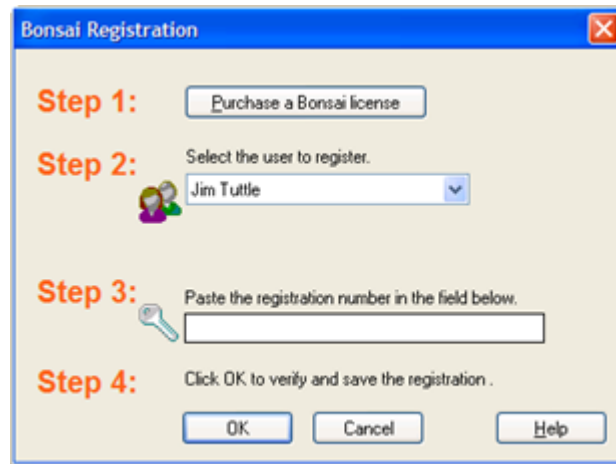 Bonsai Registration
Step 1:
Purchase a Bonsai license
Step 2:
Select the user to register.
Jim Tuttle
Step 3:
Paste the registration number in the field below.
Step 4:
Click OK to verify and save the registration .
OK Cancel Help